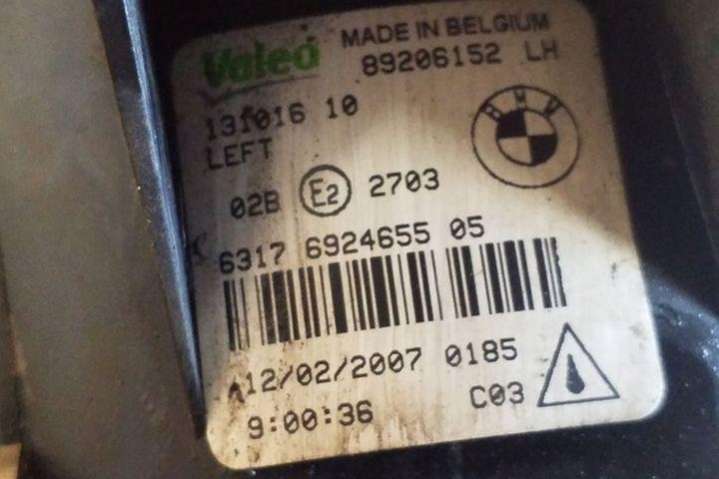 Valeo MADE IN BELGIUM
89206152 LH
131016 10
LEFT
BMW
02B E2 2703
6317 6924655 05
12/02/2007 0185
9:00:36 C03